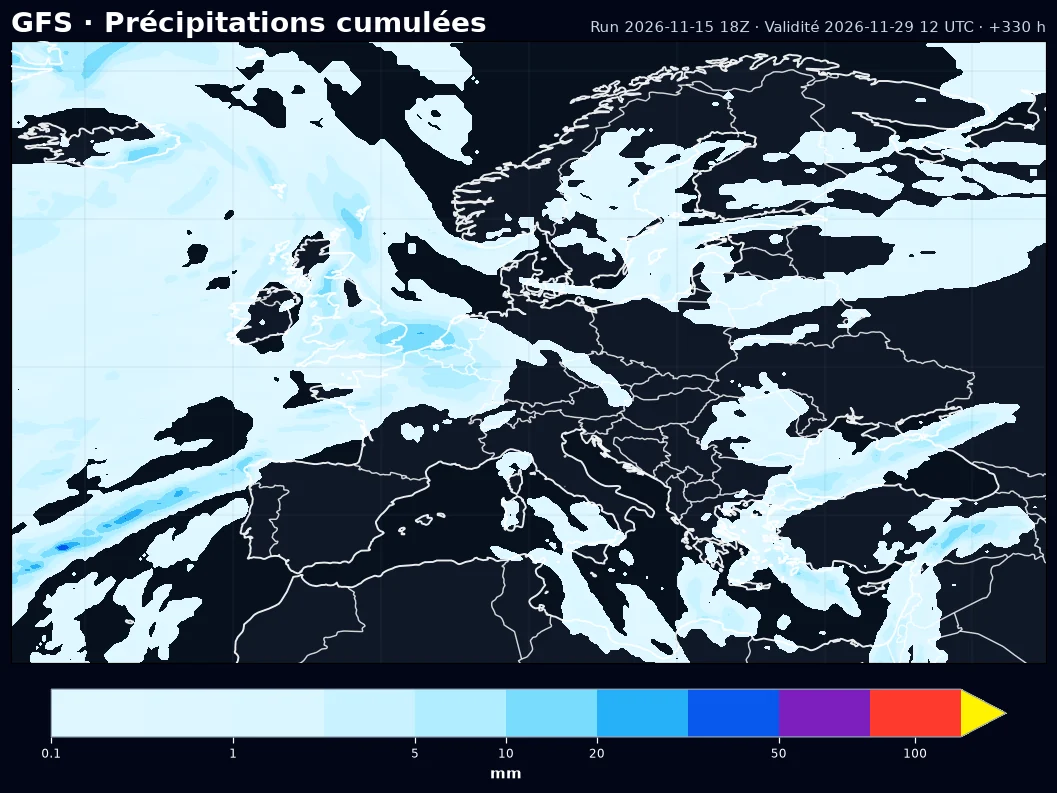 GFS · Précipitations cumulées
Run 2026-11-15 18Z · Validité 2026-11-29 12 UTC · +330 h
0.1 1 5 10 20 50 100
mm